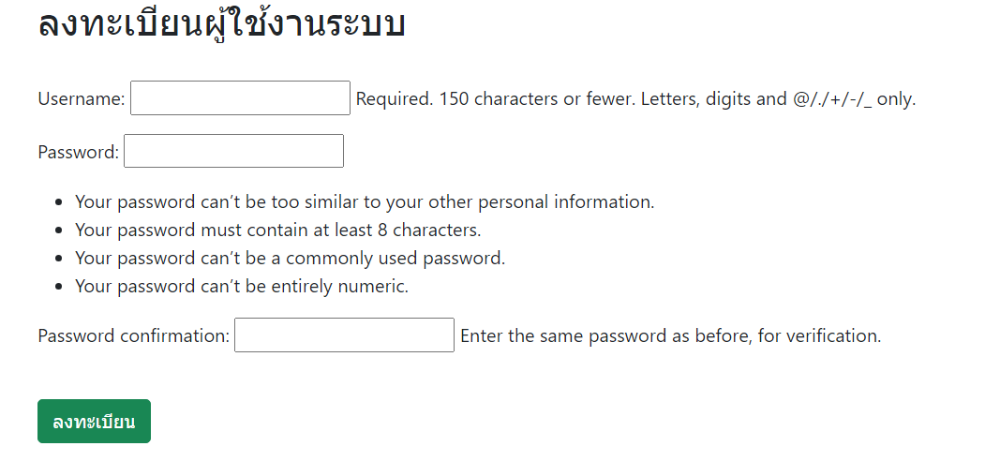 ลงทะเบียนผู้ใช้งานระบบ
Username: Required. 150 characters or fewer. Letters, digits and @/./+/-/_ only.
Password:
Your password can’t be too similar to your other personal information.
Your password must contain at least 8 characters.
Your password can’t be a commonly used password.
Your password can’t be entirely numeric.
Password confirmation: Enter the same password as before, for verification.
ลงทะเบียน